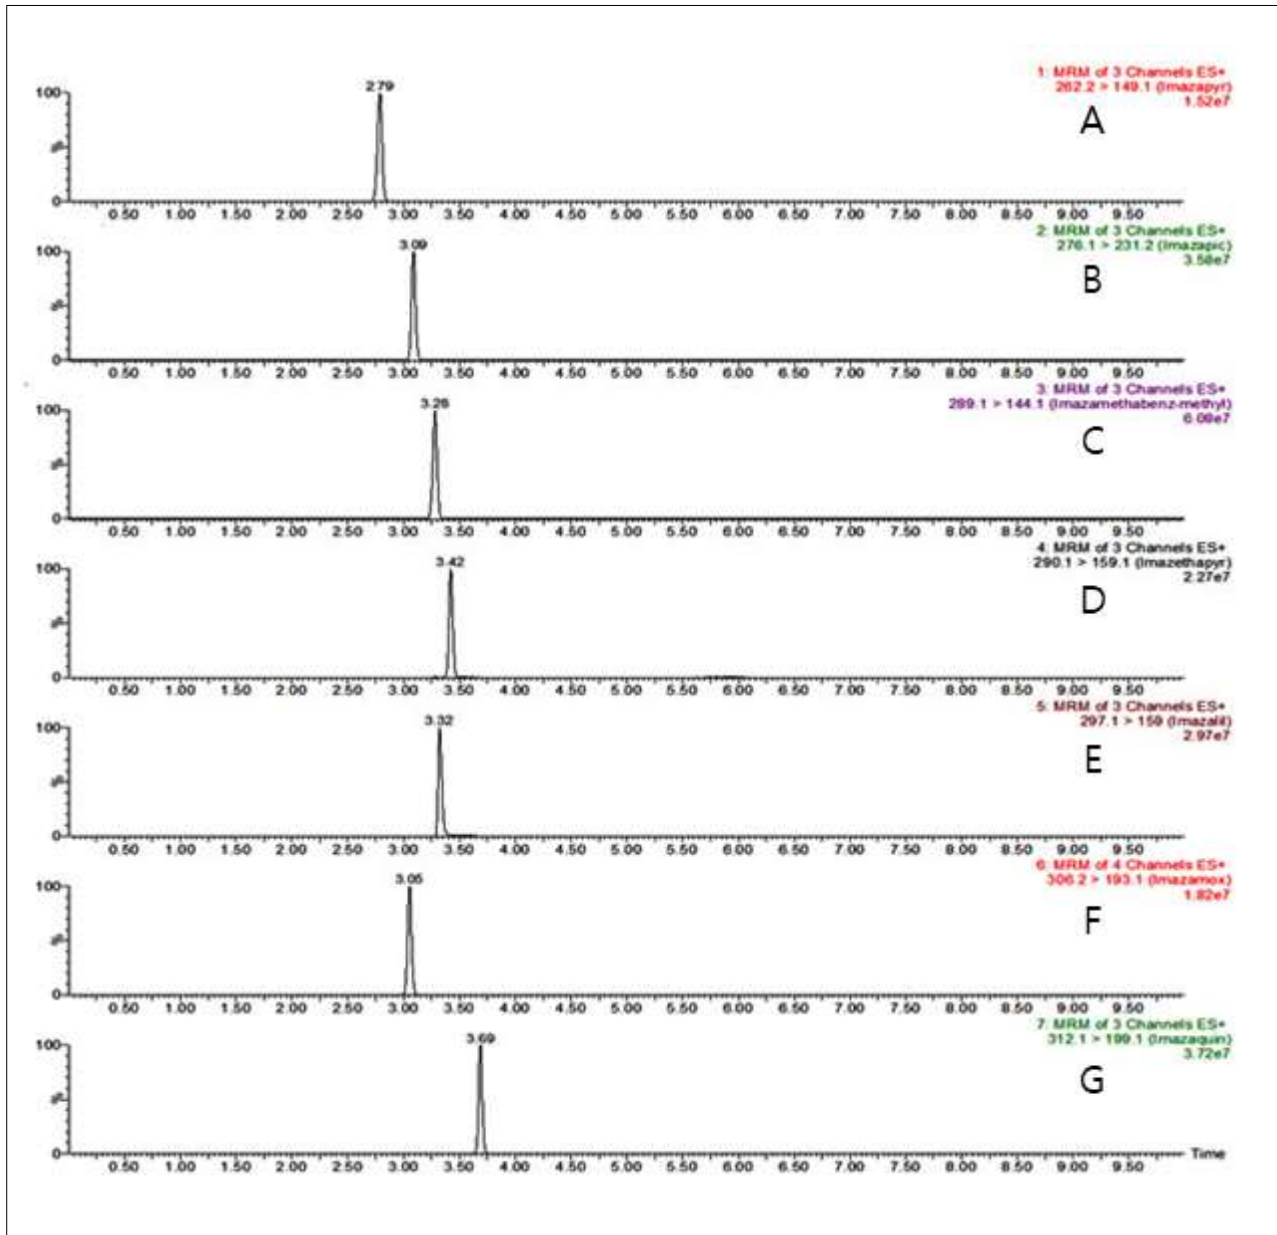 2.79
1: MRM of 3 Channels ES+
262.2 > 149.1 (Imazapyr)
1.52e7
A
100
%
0
0.50 1.00 1.50 2.00 2.50 3.00 3.50 4.00 4.50 5.00 5.50 6.00 6.50 7.00 7.50 8.00 8.50 9.00 9.50
3.09
2: MRM of 3 Channels ES+
276.1 > 231.2 (Imazapic)
3.58e7
B
100
%
0
0.50 1.00 1.50 2.00 2.50 3.00 3.50 4.00 4.50 5.00 5.50 6.00 6.50 7.00 7.50 8.00 8.50 9.00 9.50
3.28
3: MRM of 3 Channels ES+
289.1 > 144.1 (Imazamethabenz-methyl)
6.09e7
C
100
%
0
0.50 1.00 1.50 2.00 2.50 3.00 3.50 4.00 4.50 5.00 5.50 6.00 6.50 7.00 7.50 8.00 8.50 9.00 9.50
3.42
4: MRM of 3 Channels ES+
290.1 > 159.1 (Imazethapyr)
2.27e7
D
100
%
0
0.50 1.00 1.50 2.00 2.50 3.00 3.50 4.00 4.50 5.00 5.50 6.00 6.50 7.00 7.50 8.00 8.50 9.00 9.50
3.32
5: MRM of 3 Channels ES+
297.1 > 159 (Imazalil)
2.97e7
E
100
%
0
0.50 1.00 1.50 2.00 2.50 3.00 3.50 4.00 4.50 5.00 5.50 6.00 6.50 7.00 7.50 8.00 8.50 9.00 9.50
3.05
6: MRM of 4 Channels ES+
306.2 > 193.1 (Imazamox)
1.82e7
F
100
%
0
0.50 1.00 1.50 2.00 2.50 3.00 3.50 4.00 4.50 5.00 5.50 6.00 6.50 7.00 7.50 8.00 8.50 9.00 9.50
3.69
7: MRM of 3 Channels ES+
312.1 > 199.1 (Imazaquin)
3.72e7
G
100
%
0
0.50 1.00 1.50 2.00 2.50 3.00 3.50 4.00 4.50 5.00 5.50 6.00 6.50 7.00 7.50 8.00 8.50 9.00 9.50 Time